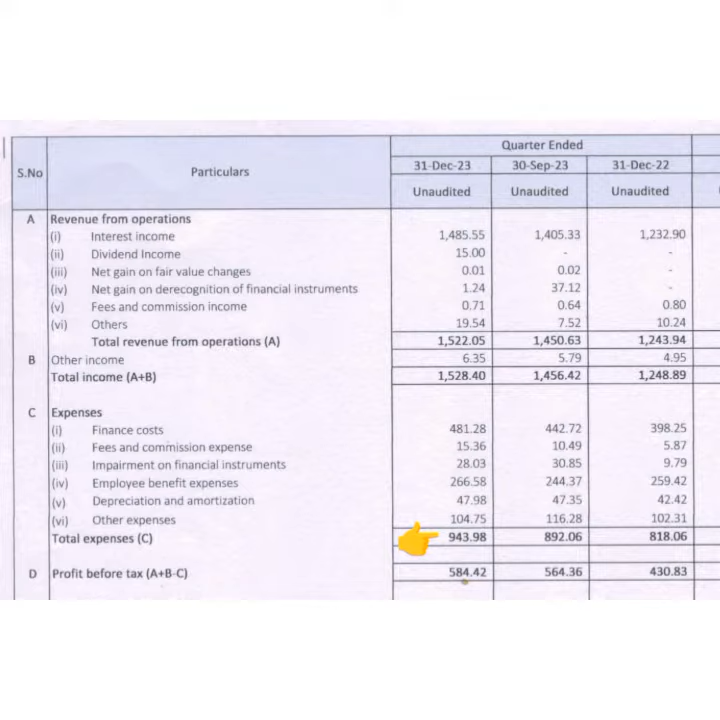 Quarter Ended
S.No Particulars 31-Dec-23 30-Sep-23 31-Dec-22
Unaudited Unaudited Unaudited
A Revenue from operations
(i) Interest income 1,485.55 1,405.33 1,232.90
(ii) Dividend Income 15.00 - -
(iii) Net gain on fair value changes 0.01 0.02 -
(iv) Net gain on derecognition of financial instruments 1.24 37.12 -
(v) Fees and commission income 0.71 0.64 0.80
(vi) Others 19.54 7.52 10.24
Total revenue from operations (A) 1,522.05 1,450.63 1,243.94
B Other income 6.35 5.79 4.95
Total income (A+B) 1,528.40 1,456.42 1,248.89
C Expenses
(i) Finance costs 481.28 442.72 398.25
(ii) Fees and commission expense 15.36 10.49 5.87
(iii) Impairment on financial instruments 28.03 30.85 9.79
(iv) Employee benefit expenses 266.58 244.37 259.42
(v) Depreciation and amortization 47.98 47.35 42.42
(vi) Other expenses 104.75 116.28 102.31
Total expenses (C) 943.98 892.06 818.06
D Profit before tax (A+B-C) 584.42 564.36 430.83